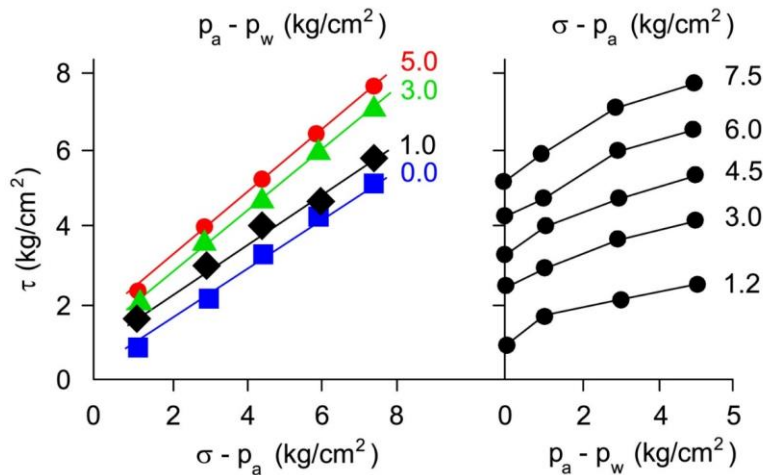 pa - pw (kg/cm2)
5.0
3.0
1.0
0.0
8
6
4
2
0
τ (kg/cm2)
0 2 4 6 8
σ - pa (kg/cm2)
σ - pa (kg/cm2)
7.5
6.0
4.5
3.0
1.2
0 2 4 5
pa - pw (kg/cm2)